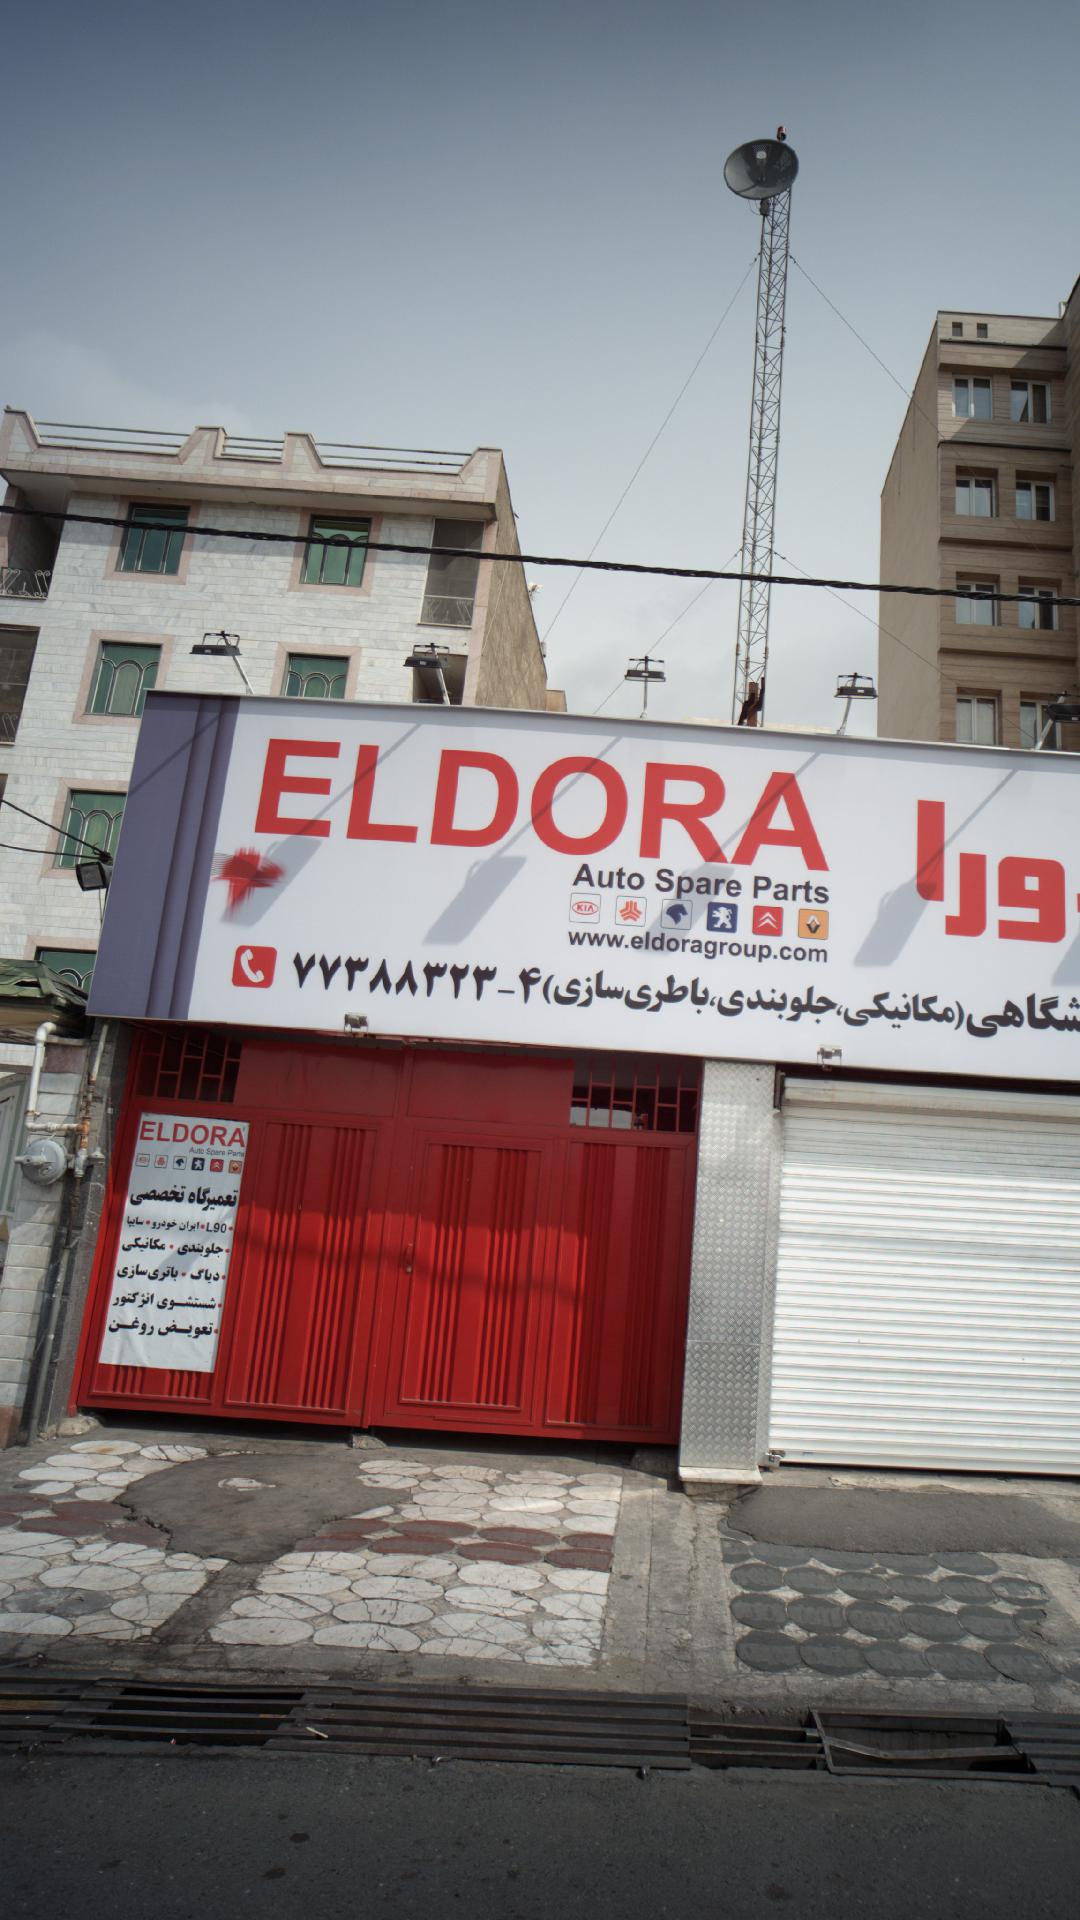 ELDORA
ورا
Auto Spare Parts
KIA
www.eldoragroup.com
(مکانیکی،جلوبندی،باطری‌سازی) ۷۷۳۸۸۳۲۳-۴
ELDORA
Auto Spare Parts
تعمیرگاه تخصصی
•L90•ایران خودرو•سایپا
•جلوبندی •مکانیکی
•دیاگ •باتری‌سازی
•شستشوی انژکتور
•تعویض روغن